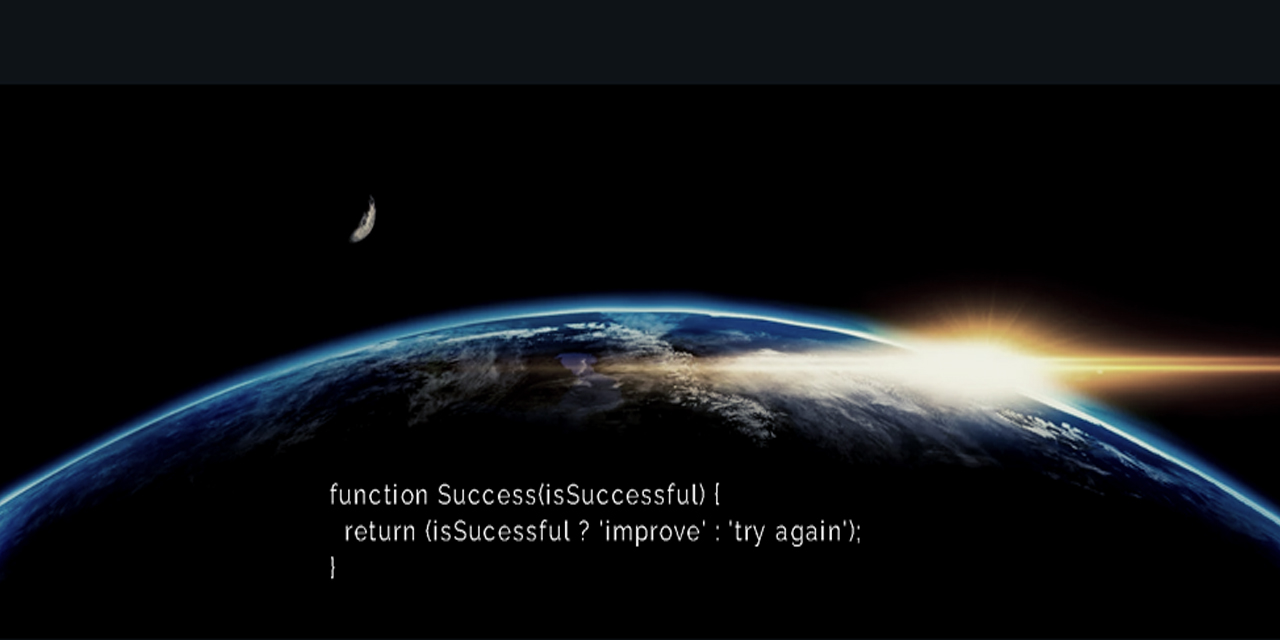 function Success(isSuccessful) {
return (isSucessful ? 'improve' : 'try again');
}